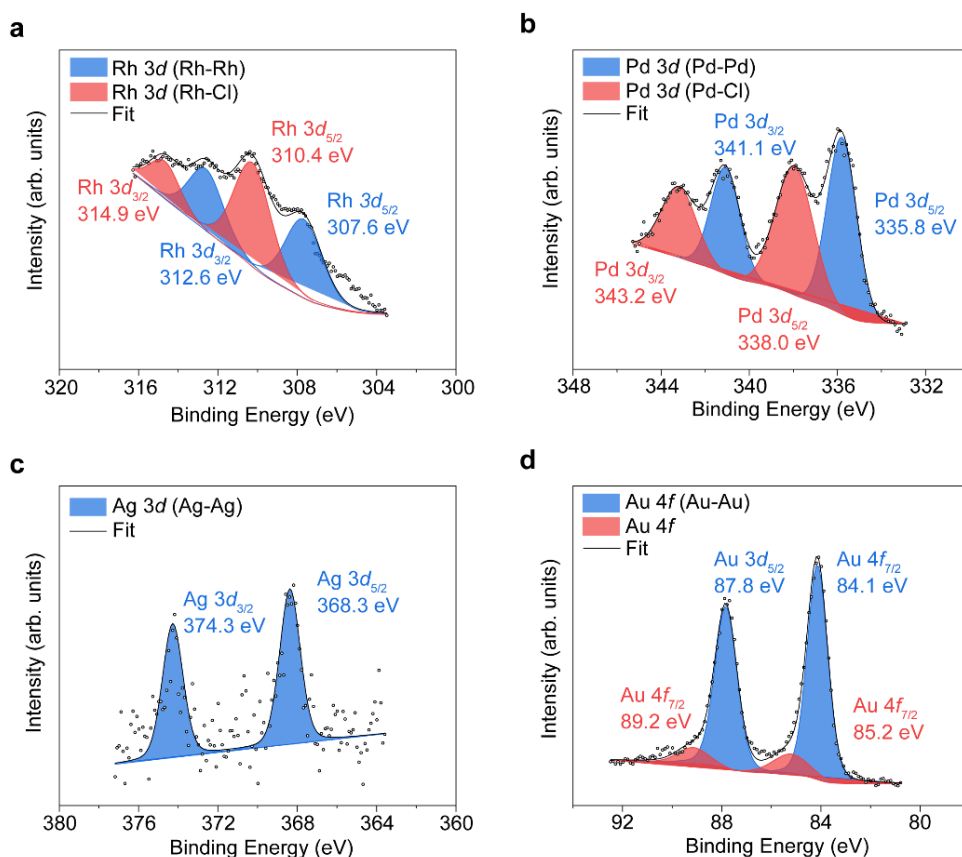 a
Rh 3d (Rh-Rh)
Rh 3d (Rh-Cl)
Fit
Rh 3d5/2
310.4 eV
Rh 3d3/2
314.9 eV
Rh 3d5/2
307.6 eV
Rh 3d3/2
312.6 eV
Intensity (arb. units)
320 316 312 308 304 300
Binding Energy (eV)
b
Pd 3d (Pd-Pd)
Pd 3d (Pd-Cl)
Fit
Pd 3d3/2
341.1 eV
Pd 3d5/2
335.8 eV
Pd 3d3/2
343.2 eV
Pd 3d5/2
338.0 eV
Intensity (arb. units)
348 344 340 336 332
Binding Energy (eV)
c
Ag 3d (Ag-Ag)
Fit
Ag 3d3/2
374.3 eV
Ag 3d5/2
368.3 eV
Intensity (arb. units)
380 376 372 368 364 360
Binding Energy (eV)
d
Au 4f (Au-Au)
Au 4f
Fit
Au 3d5/2
87.8 eV
Au 4f7/2
84.1 eV
Au 4f7/2
89.2 eV
Au 4f7/2
85.2 eV
Intensity (arb. units)
92 88 84 80
Binding Energy (eV)